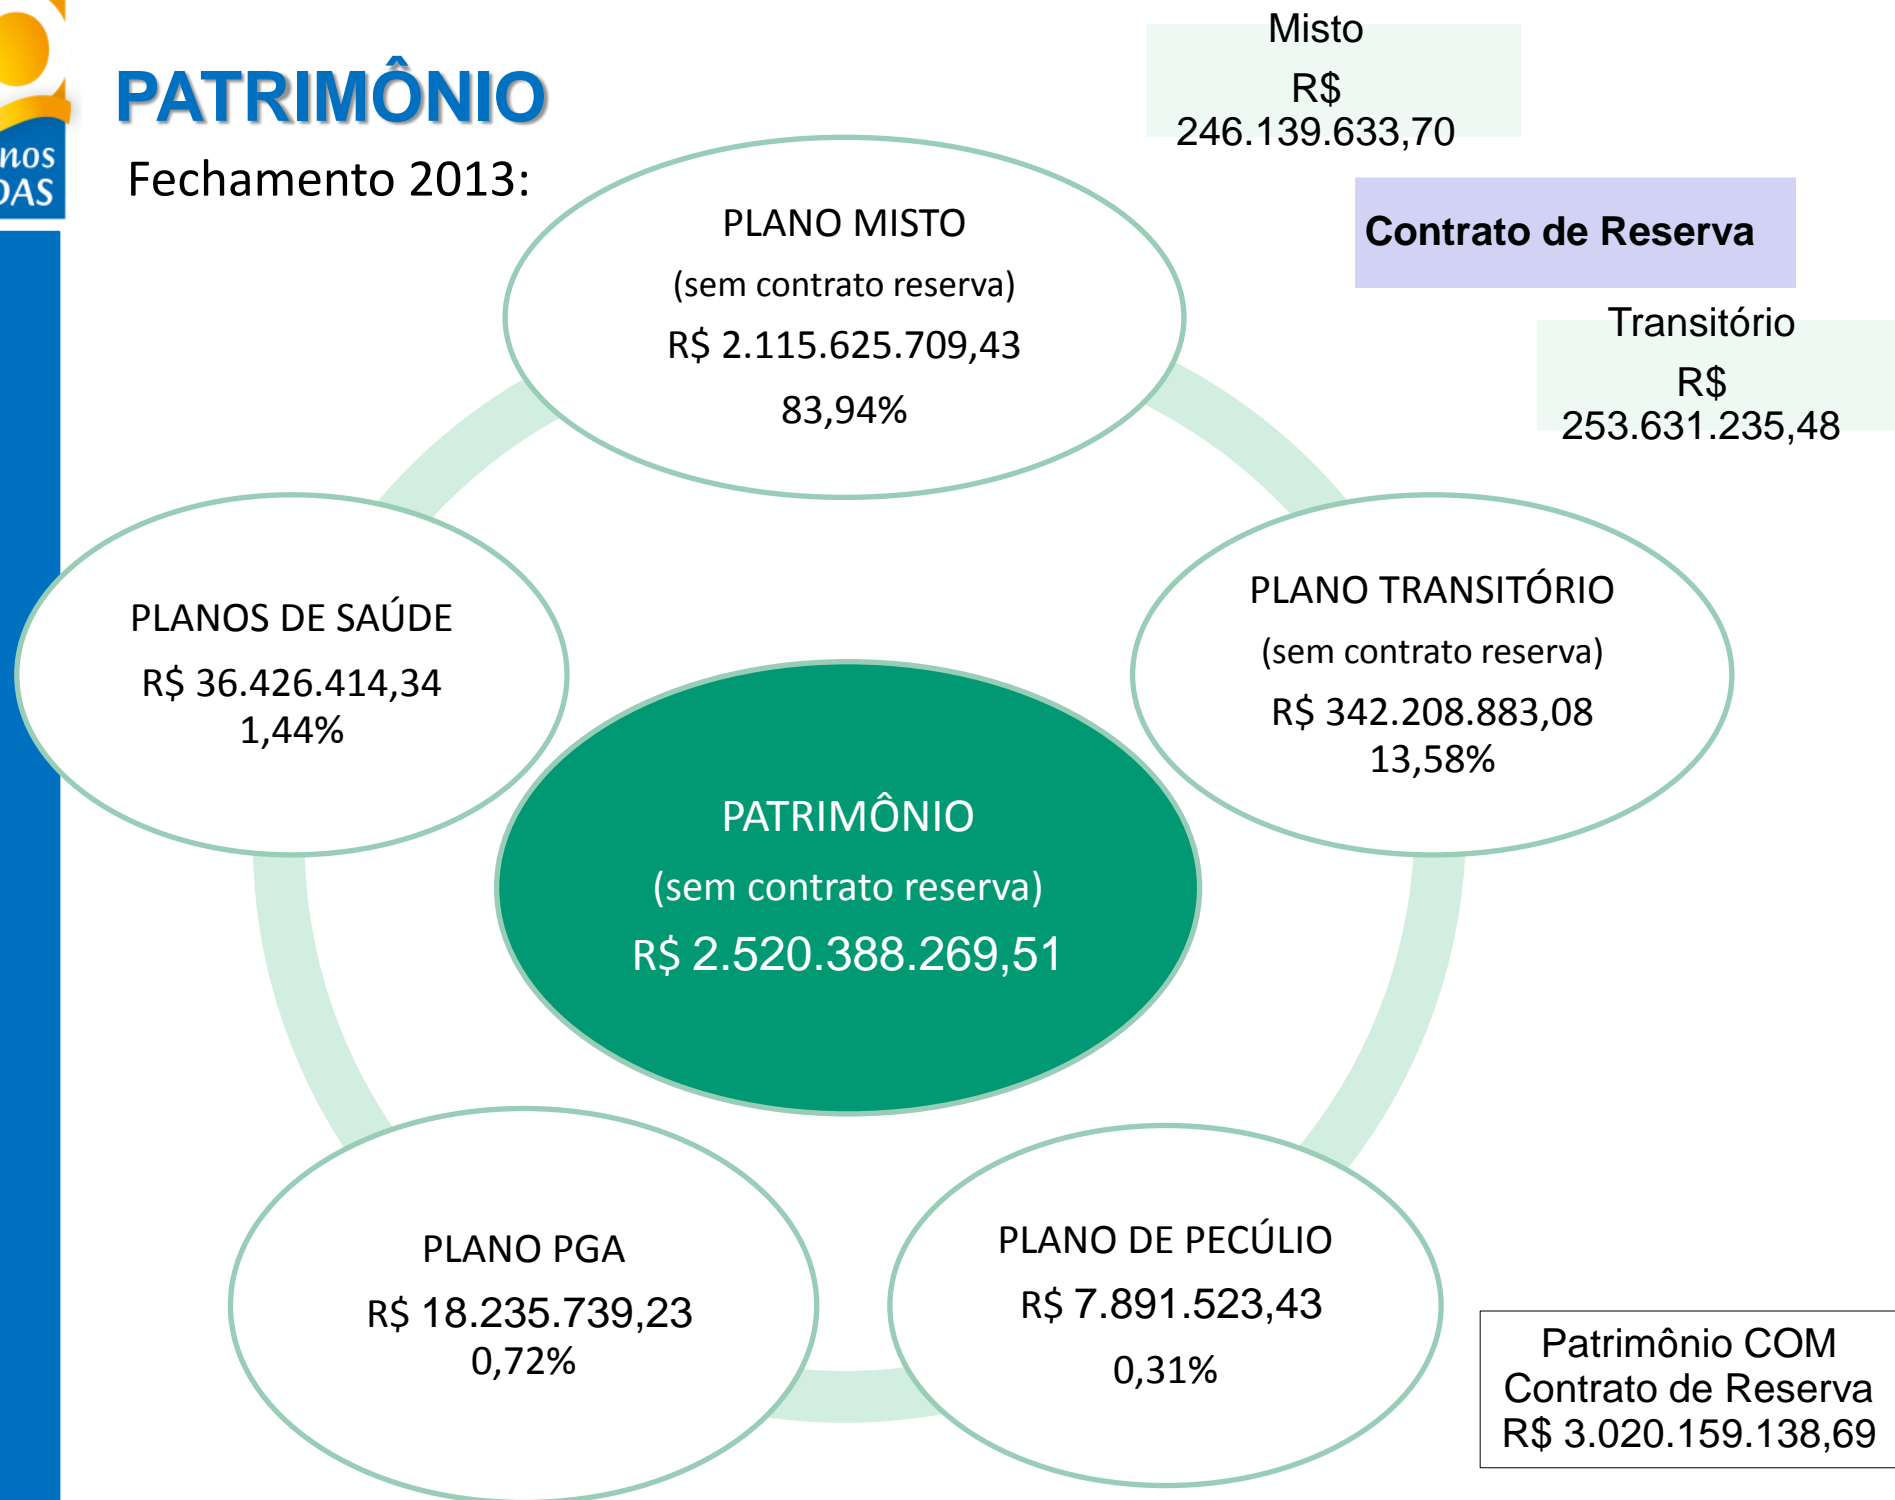 PATRIMÔNIO
Fechamento 2013:
Misto
R$
246.139.633,70
Contrato de Reserva
Transitório
R$
253.631.235,48
PLANO MISTO
(sem contrato reserva)
R$ 2.115.625.709,43
83,94%
PLANOS DE SAÚDE
R$ 36.426.414,34
1,44%
PLANO TRANSITÓRIO
(sem contrato reserva)
R$ 342.208.883,08
13,58%
PATRIMÔNIO
(sem contrato reserva)
R$ 2.520.388.269,51
PLANO PGA
R$ 18.235.739,23
0,72%
PLANO DE PECÚLIO
R$ 7.891.523,43
0,31%
Patrimônio COM
Contrato de Reserva
R$ 3.020.159.138,69